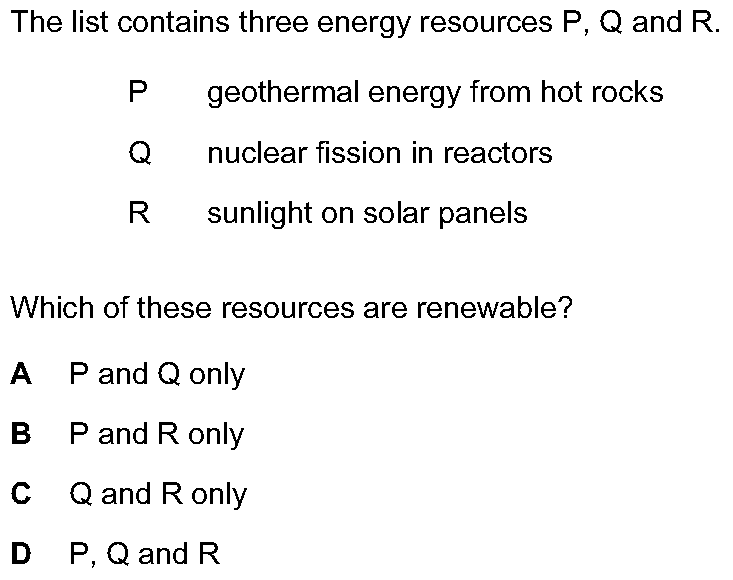 The list contains three energy resources P, Q and R.
P geothermal energy from hot rocks
Q nuclear fission in reactors
R sunlight on solar panels
Which of these resources are renewable?
A P and Q only
B P and R only
C Q and R only
D P, Q and R